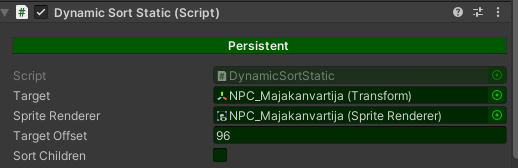 Dynamic Sort Static (Script)
Persistent
Script DynamicSortStatic
Target NPC_Majakanvartija (Transform)
Sprite Renderer NPC_Majakanvartija (Sprite Renderer)
Target Offset 96
Sort Children